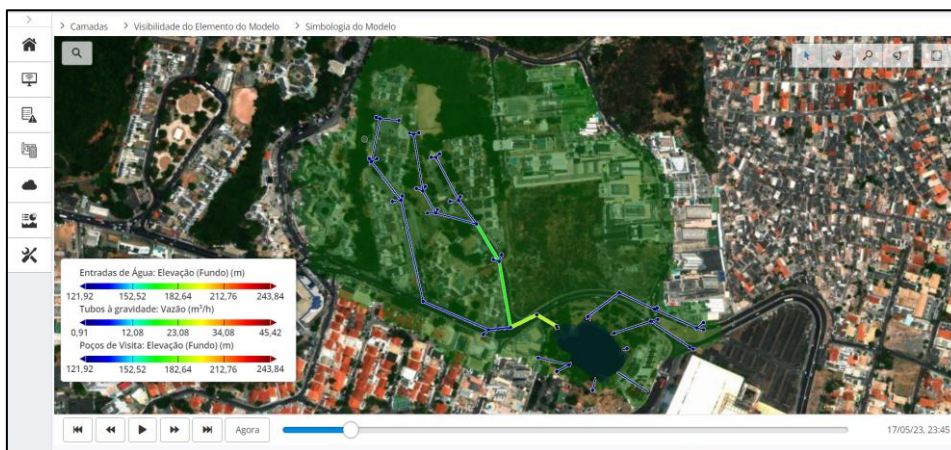 > Camadas > Visibilidade do Elemento do Modelo > Simbologia do Modelo
Entradas de Água: Elevação (Fundo) (m)
121,92 152,52 182,64 212,76 243,84
Tubos à gravidade: Vazão (m³/h)
0,91 12,08 23,08 34,08 45,42
Poços de Visita: Elevação (Fundo) (m)
121,92 152,52 182,64 212,76 243,84
Agora 17/05/23, 23:45